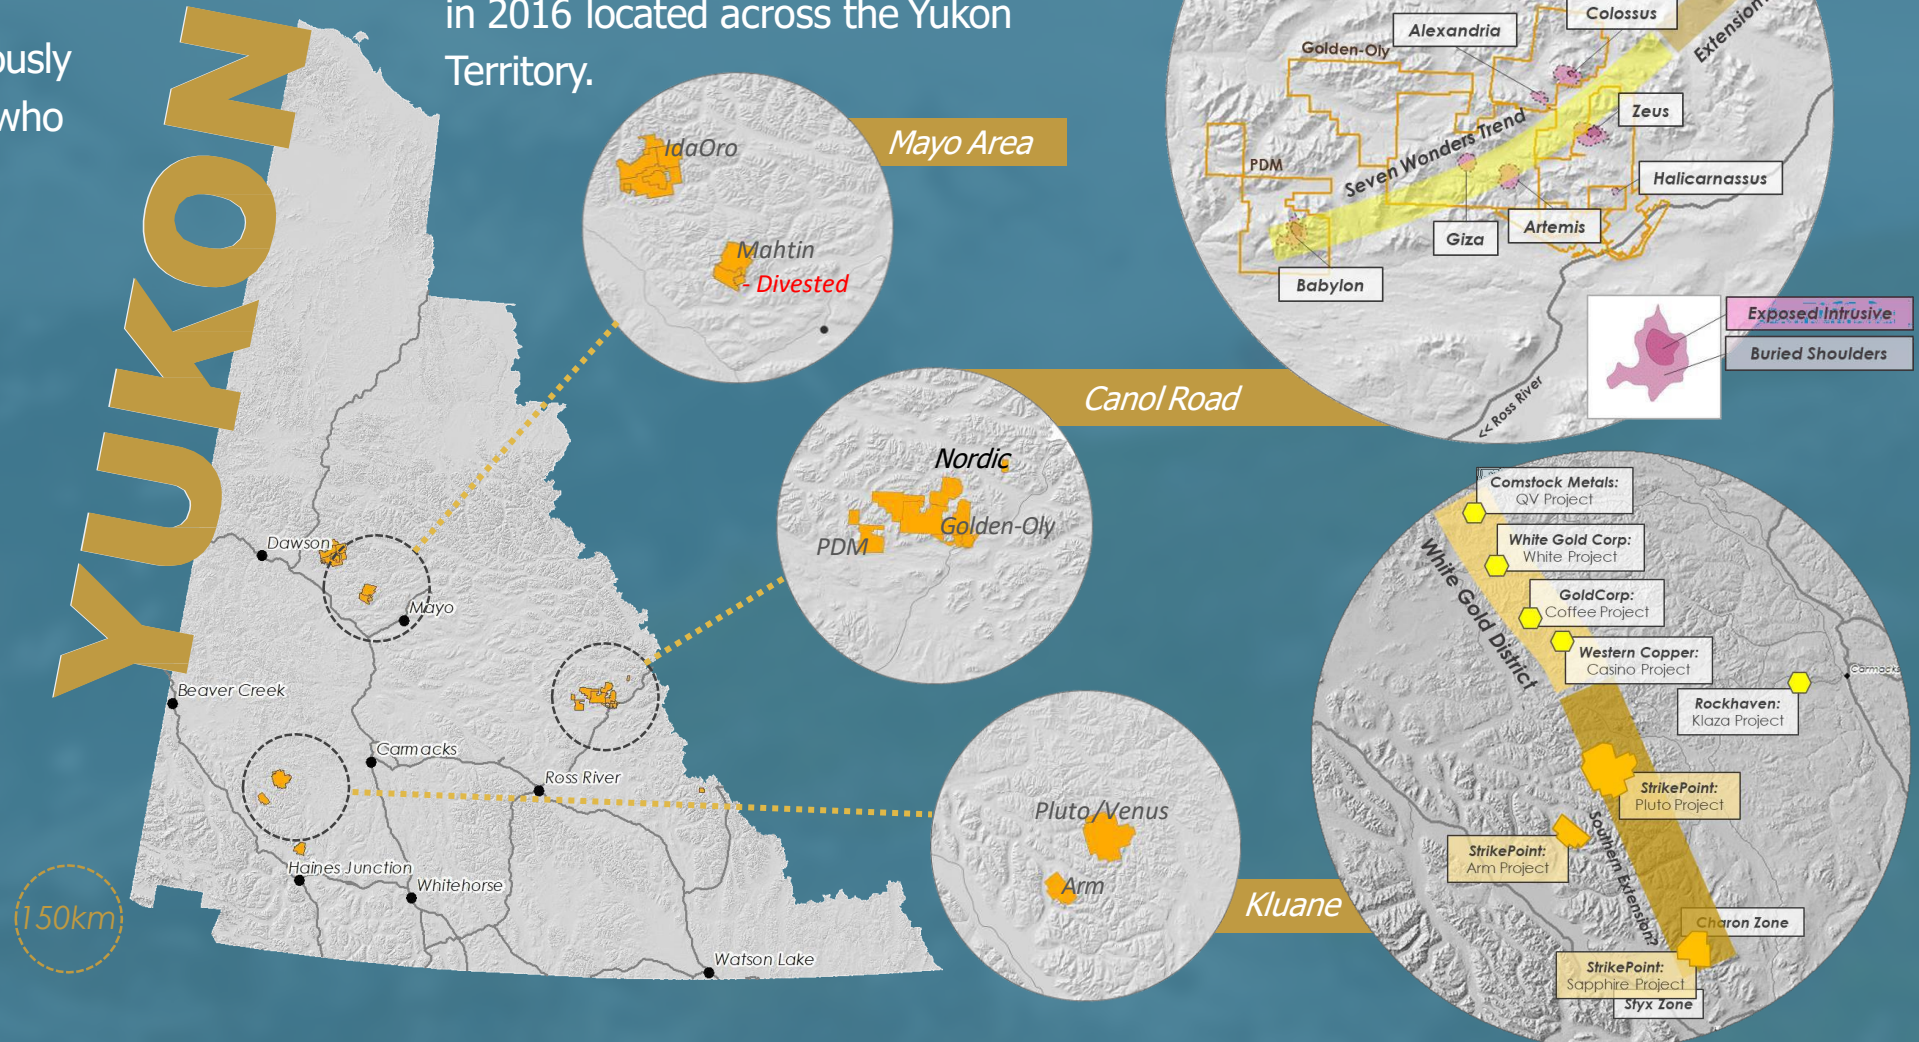 ously
who
in 2016 located across the Yukon
Territory.
YUKON
Mayo Area
IdaOro
Mahtin
- Divested
Canol Road
Nordic
Golden-Oly
PDM
Kluane
Pluto/Venus
Arm
Dawson
Mayo
Beaver Creek
Carmacks
Ross River
Haines Junction
Whitehorse
Watson Lake
150km
Colossus
Alexandria
Extension
Golden-Oly
Zeus
Seven Wonders Trend
PDM
Halicarnassus
Artemis
Giza
Babylon
Exposed Intrusive
Buried Shoulders
<< Ross River
Comstock Metals:
QV Project
White Gold Corp:
White Project
White Gold District
GoldCorp:
Coffee Project
Western Copper:
Casino Project
Carmacks
Rockhaven:
Klaza Project
StrikePoint:
Pluto Project
Southern Extension?
StrikePoint:
Arm Project
Charon Zone
StrikePoint:
Sapphire Project
Styx Zone